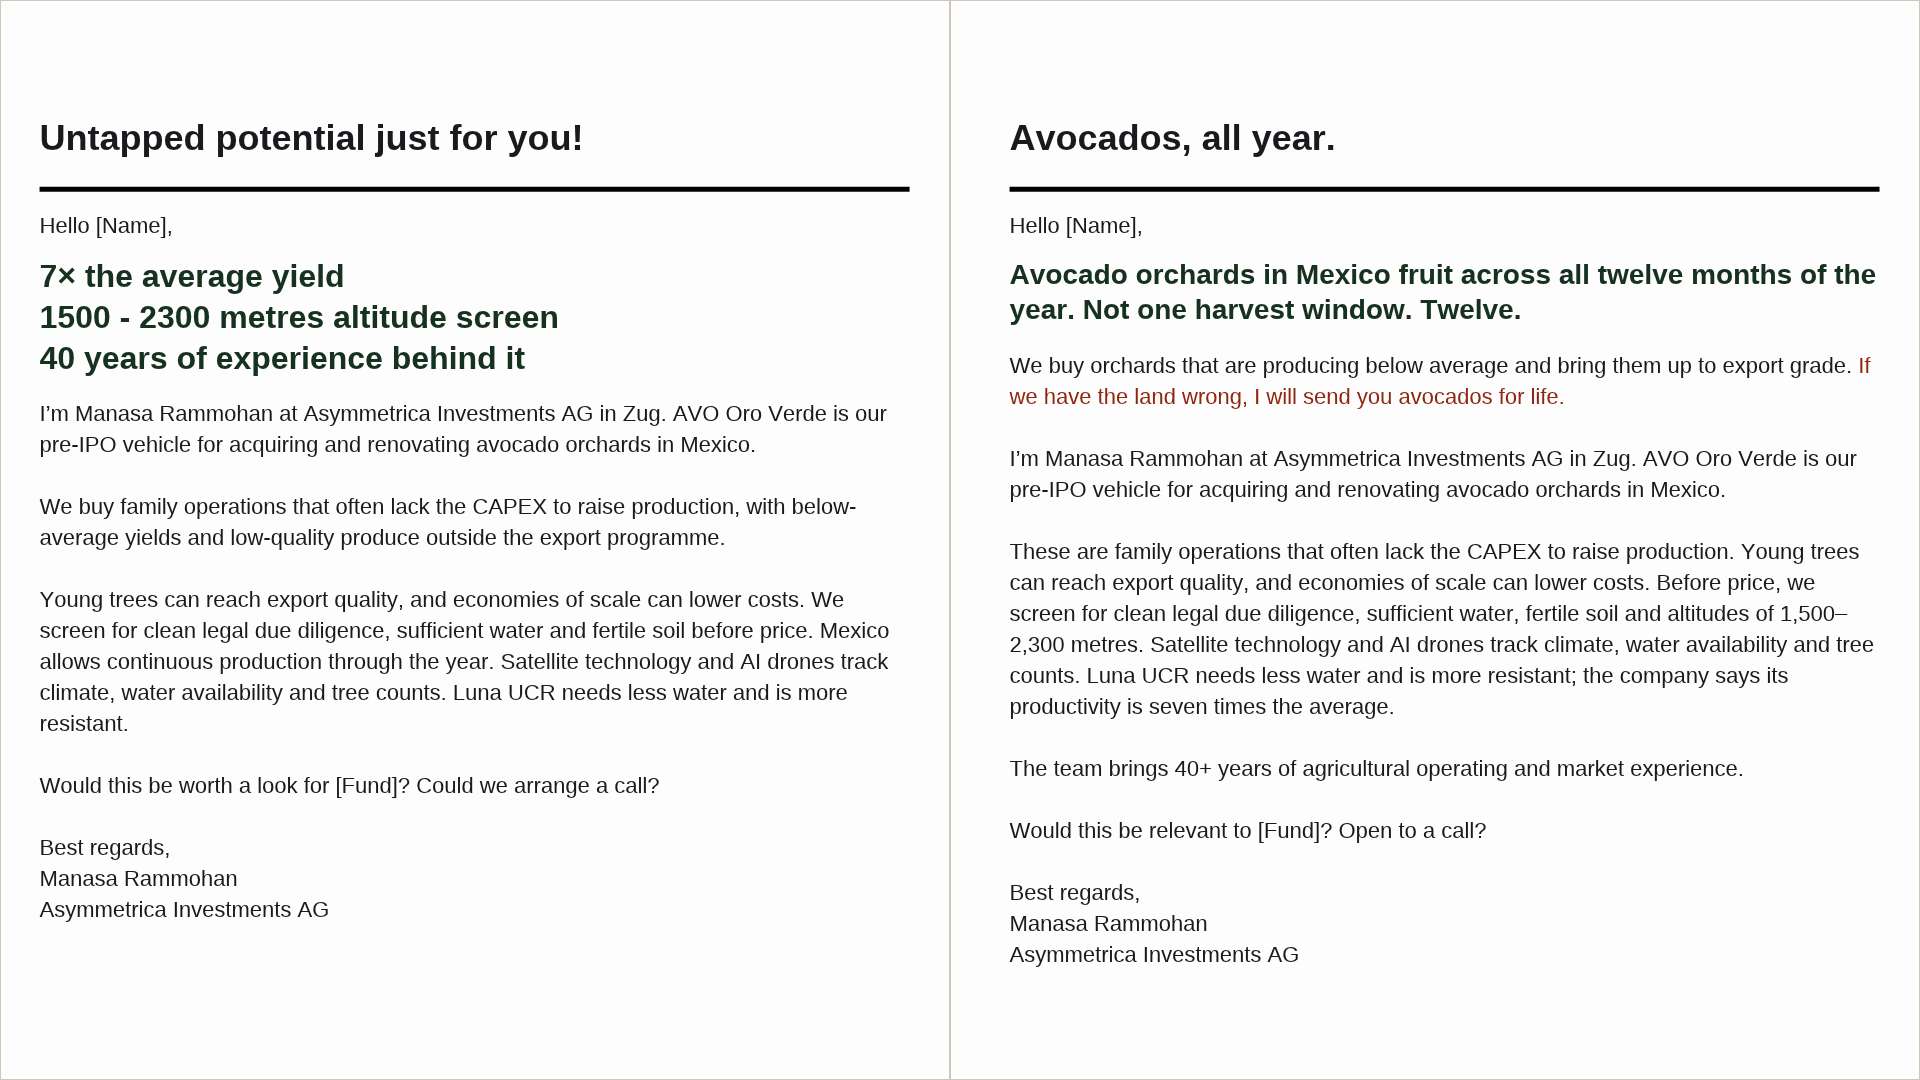 Untapped potential just for you!
Hello [Name],
7× the average yield
1500 - 2300 metres altitude screen
40 years of experience behind it
I’m Manasa Rammohan at Asymmetrica Investments AG in Zug. AVO Oro Verde is our
pre-IPO vehicle for acquiring and renovating avocado orchards in Mexico.
We buy family operations that often lack the CAPEX to raise production, with below-
average yields and low-quality produce outside the export programme.
Young trees can reach export quality, and economies of scale can lower costs. We
screen for clean legal due diligence, sufficient water and fertile soil before price. Mexico
allows continuous production through the year. Satellite technology and AI drones track
climate, water availability and tree counts. Luna UCR needs less water and is more
resistant.
Would this be worth a look for [Fund]? Could we arrange a call?
Best regards,
Manasa Rammohan
Asymmetrica Investments AG
Avocados, all year.
Hello [Name],
Avocado orchards in Mexico fruit across all twelve months of the
year. Not one harvest window. Twelve.
We buy orchards that are producing below average and bring them up to export grade. If
we have the land wrong, I will send you avocados for life.
I’m Manasa Rammohan at Asymmetrica Investments AG in Zug. AVO Oro Verde is our
pre-IPO vehicle for acquiring and renovating avocado orchards in Mexico.
These are family operations that often lack the CAPEX to raise production. Young trees
can reach export quality, and economies of scale can lower costs. Before price, we
screen for clean legal due diligence, sufficient water, fertile soil and altitudes of 1,500–
2,300 metres. Satellite technology and AI drones track climate, water availability and tree
counts. Luna UCR needs less water and is more resistant; the company says its
productivity is seven times the average.
The team brings 40+ years of agricultural operating and market experience.
Would this be relevant to [Fund]? Open to a call?
Best regards,
Manasa Rammohan
Asymmetrica Investments AG